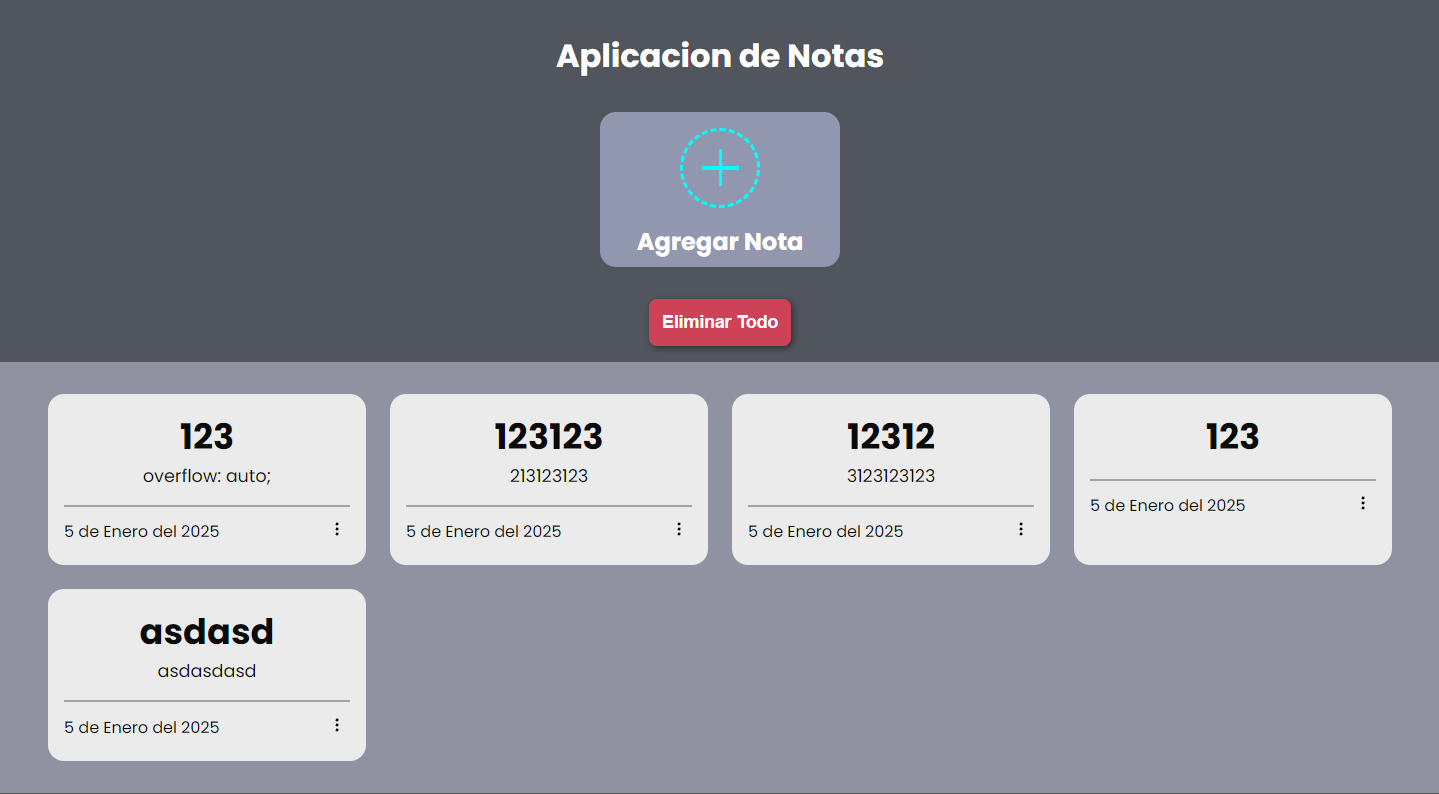 Aplicacion de Notas
Agregar Nota
Eliminar Todo
123
overflow: auto;
5 de Enero del 2025
123123
213123123
5 de Enero del 2025
12312
3123123123
5 de Enero del 2025
123
5 de Enero del 2025
asdasd
asdasdasd
5 de Enero del 2025